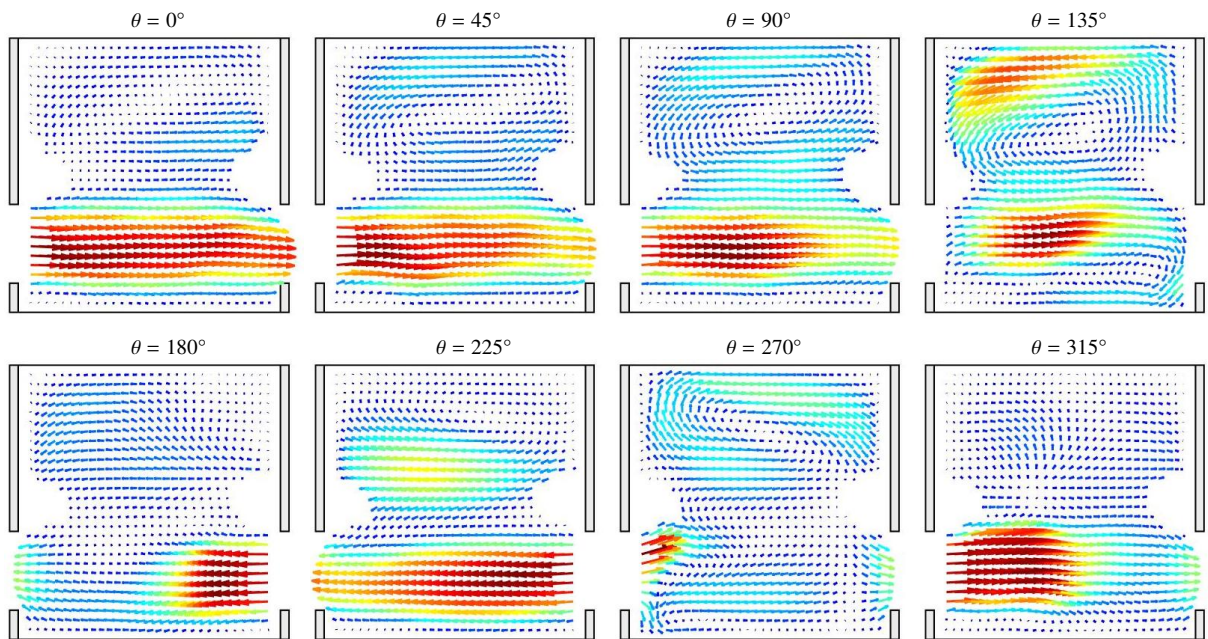 θ = 0°
θ = 45°
θ = 90°
θ = 135°
θ = 180°
θ = 225°
θ = 270°
θ = 315°